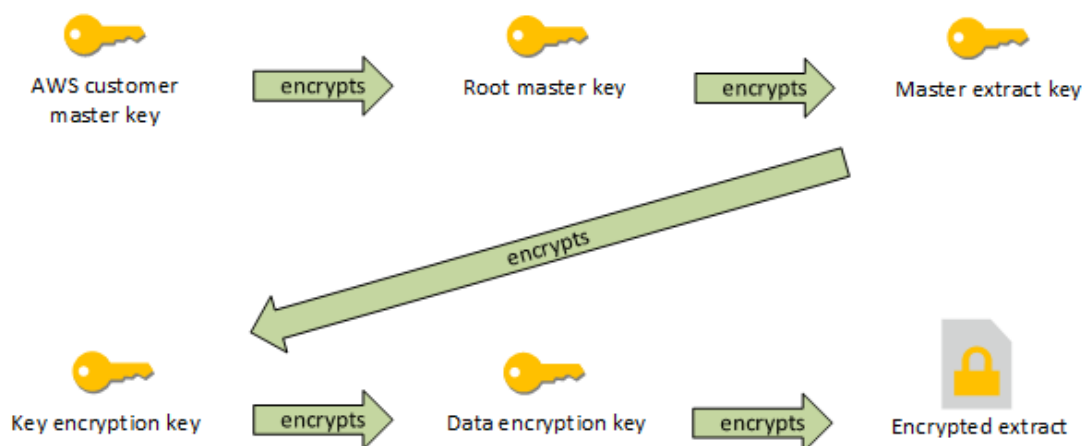 AWS customer
master key
encrypts
Root master key
encrypts
Master extract key
encrypts
Key encryption key
encrypts
Data encryption key
encrypts
Encrypted extract